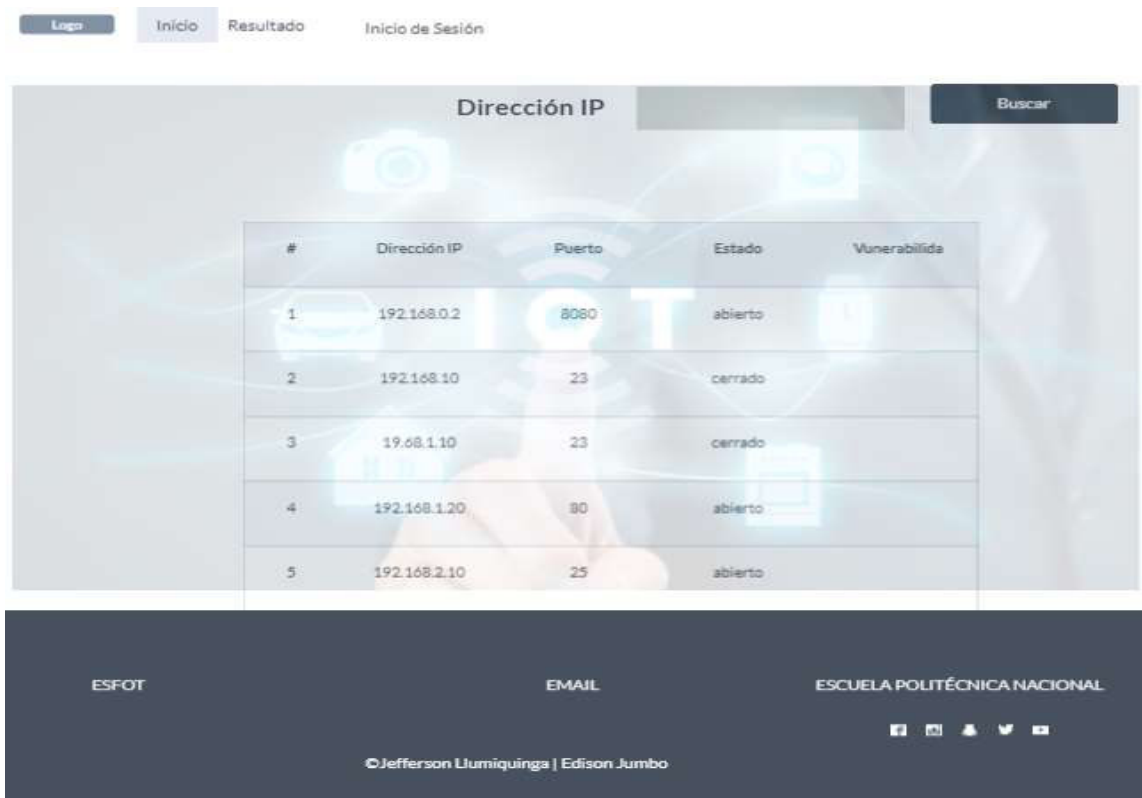 Logo Inicio Resultado Inicio de Sesión
Dirección IP Buscar
# Dirección IP Puerto Estado Vunerabilida
IOT
1 192.168.0.2 8080 abierto
2 192.168.10 23 cerrado
3 19.68.1.10 23 cerrado
4 192.168.1.20 80 abierto
5 192.168.2.10 25 abierto
ESFOT EMAIL ESCUELA POLITÉCNICA NACIONAL
©Jefferson Llumiquinga | Edison Jumbo